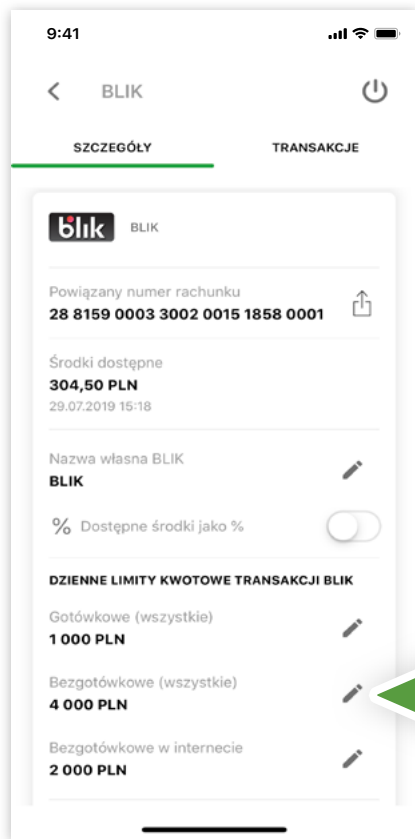 9:41
BLIK
SZCZEGÓŁY TRANSAKCJE
blik BLIK
Powiązany numer rachunku
28 8159 0003 3002 0015 1858 0001
Środki dostępne
304,50 PLN
29.07.2019 15:18
Nazwa własna BLIK
BLIK
% Dostępne środki jako %
DZIENNE LIMITY KWOTOWE TRANSAKCJI BLIK
Gotówkowe (wszystkie)
1 000 PLN
Bezgotówkowe (wszystkie)
4 000 PLN
Bezgotówkowe w internecie
2 000 PLN